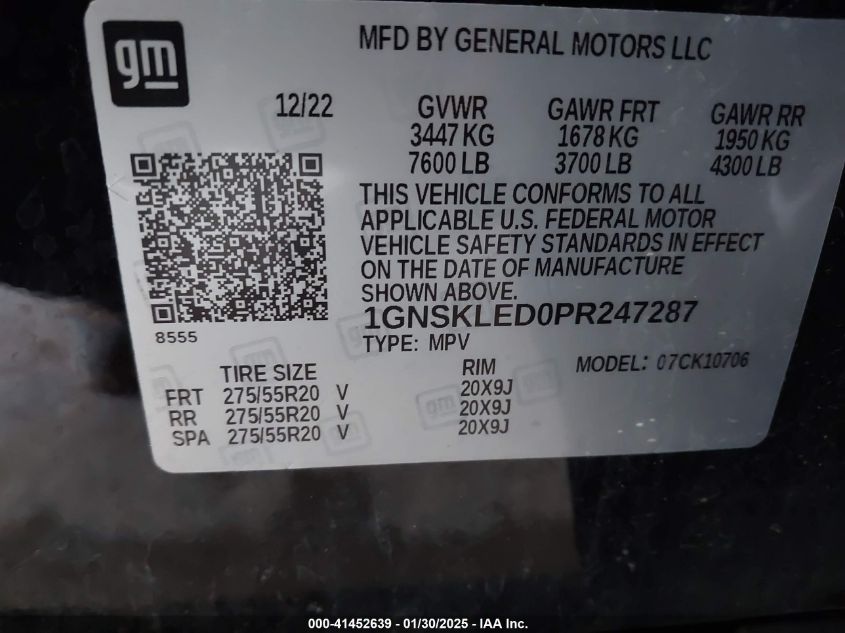 gm
MFD BY GENERAL MOTORS LLC
12/22
GVWR GAWR FRT GAWR RR
3447 KG 1678 KG 1950 KG
7600 LB 3700 LB 4300 LB
THIS VEHICLE CONFORMS TO ALL
APPLICABLE U.S. FEDERAL MOTOR
VEHICLE SAFETY STANDARDS IN EFFECT
ON THE DATE OF MANUFACTURE
SHOWN ABOVE.
8555
1GNSKLED0PR247287
TYPE: MPV
MODEL: 07CK10706
TIRE SIZE RIM
FRT 275/55R20 V 20X9J
RR 275/55R20 V 20X9J
SPA 275/55R20 V 20X9J
gm
000-41452639 - 01/30/2025 - IAA Inc.